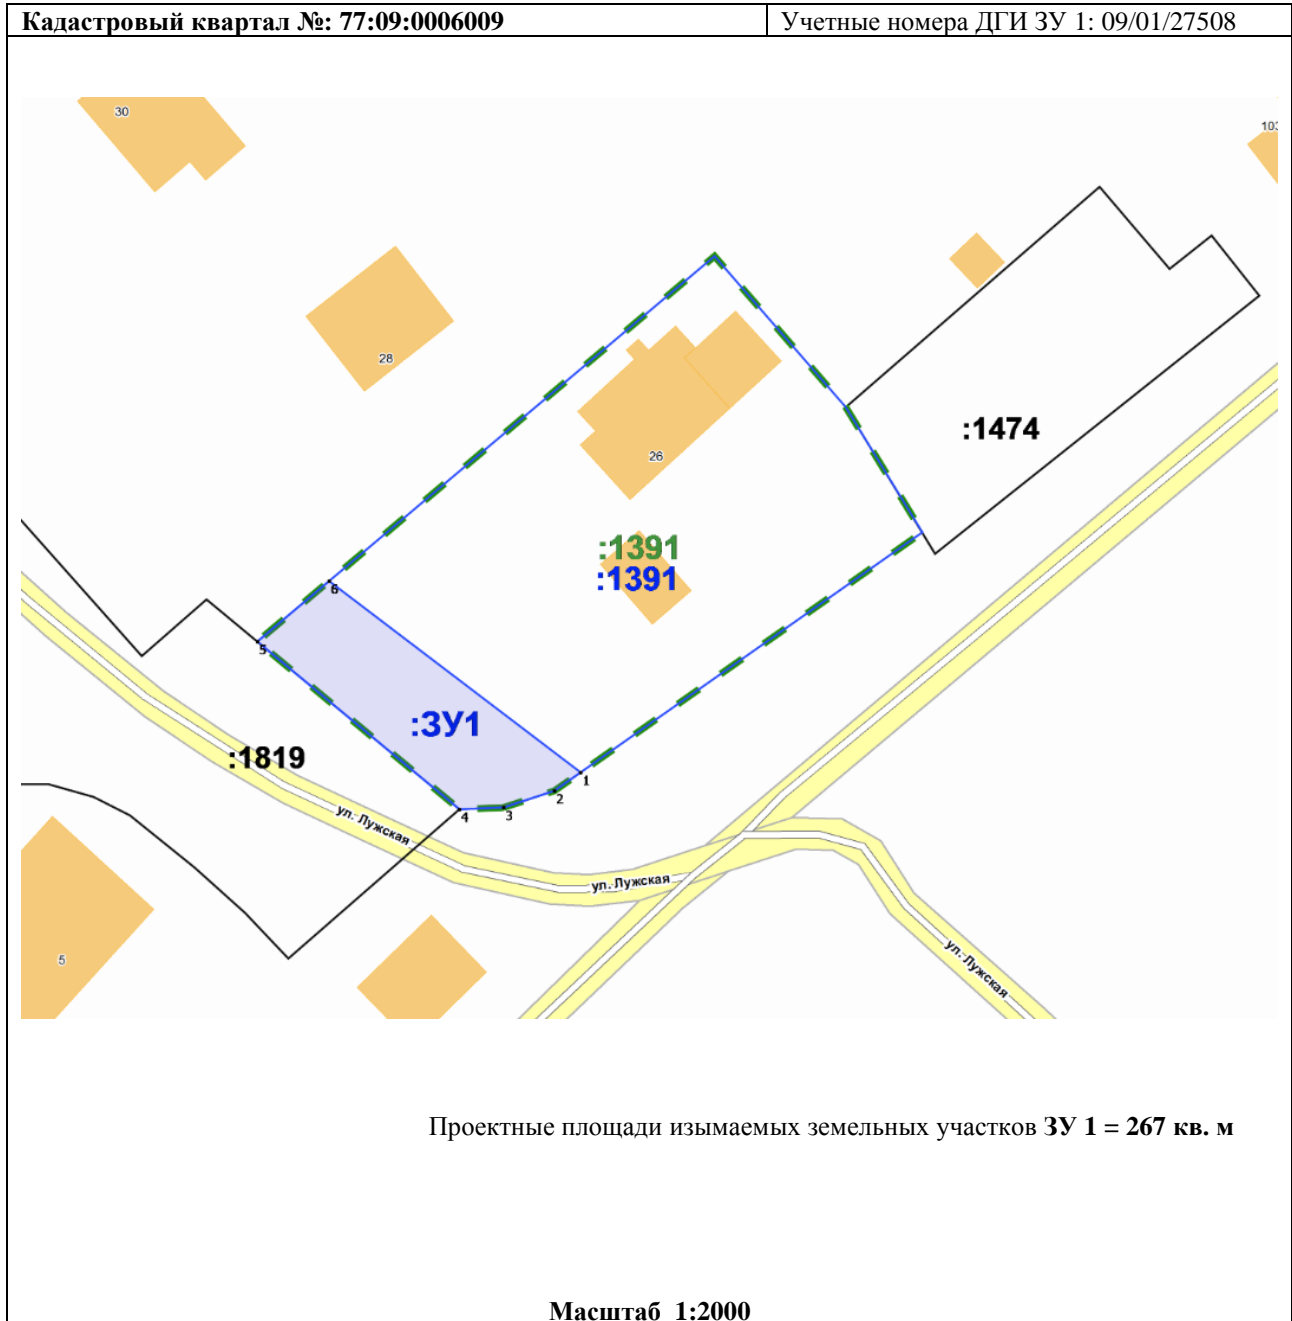 Кадастровый квартал №: 77:09:0006009
Учетные номера ДГИ ЗУ 1: 09/01/27508
30
103
28
:1474
26
:1391
:1391
6
5
:ЗУ1
:1819
1
2
3
4
ул. Лужская
ул. Лужская
ул. Лужская
5
Проектные площади изымаемых земельных участков ЗУ 1 = 267 кв. м
Масштаб 1:2000